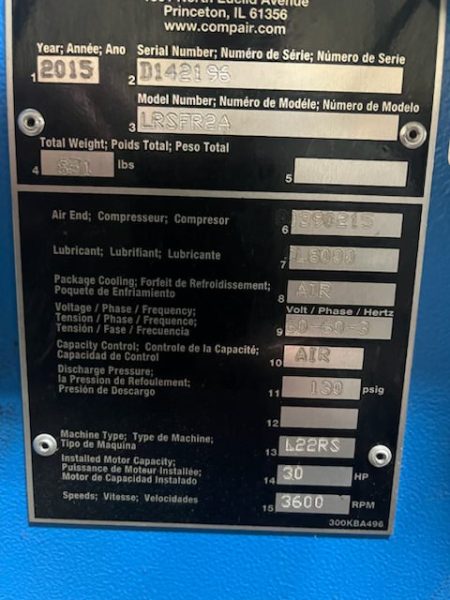 North Euclid Avenue
Princeton, IL 61356
www.compair.com
Year; Année; Ano Serial Number; Numéro de Série; Número de Serie
1 2015 2 D142196
Model Number; Numéro de Modéle; Número de Modelo
3 LRSFR2A
Total Weight; Poids Total; Peso Total
4 lbs 5
Air End; Compresseur; Compresor 6
Lubricant; Lubrifiant; Lubricante 7 L8000
Package Cooling; Forfeit de Refroidissement;
Poquete de Enfriamiento 8 AIR
Voltage / Phase / Frequency; Volt / Phase / Hertz
Tension / Phase / Frequence;
Tensión / Fase / Frecuencia 9
Capacity Control; Controle de la Capacité;
Capacidad de Control 10 AIR
Discharge Pressure;
la Pression de Refoulement; 11 130 psig
Presión de Descargo
12
Machine Type; Type de Machine;
Tipo de Maquina 13 L22RS
Installed Motor Capacity;
Puissance de Moteur Installée;
Motor de Capacidad Instalado 14 30 HP
Speeds; Vitesse; Velocidades 15 3600 RPM
300KBA496